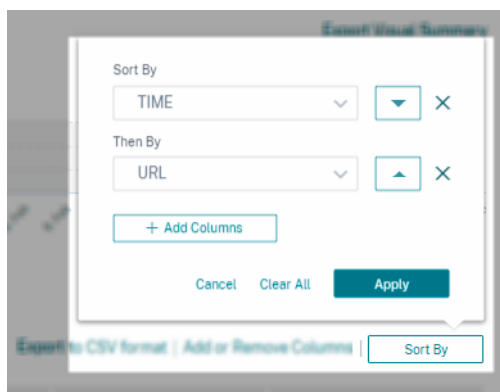 Export Visual Summary
Sort By
TIME
Then By
URL
+ Add Columns
Cancel Clear All Apply
Export to CSV format | Add or Remove Columns | Sort By